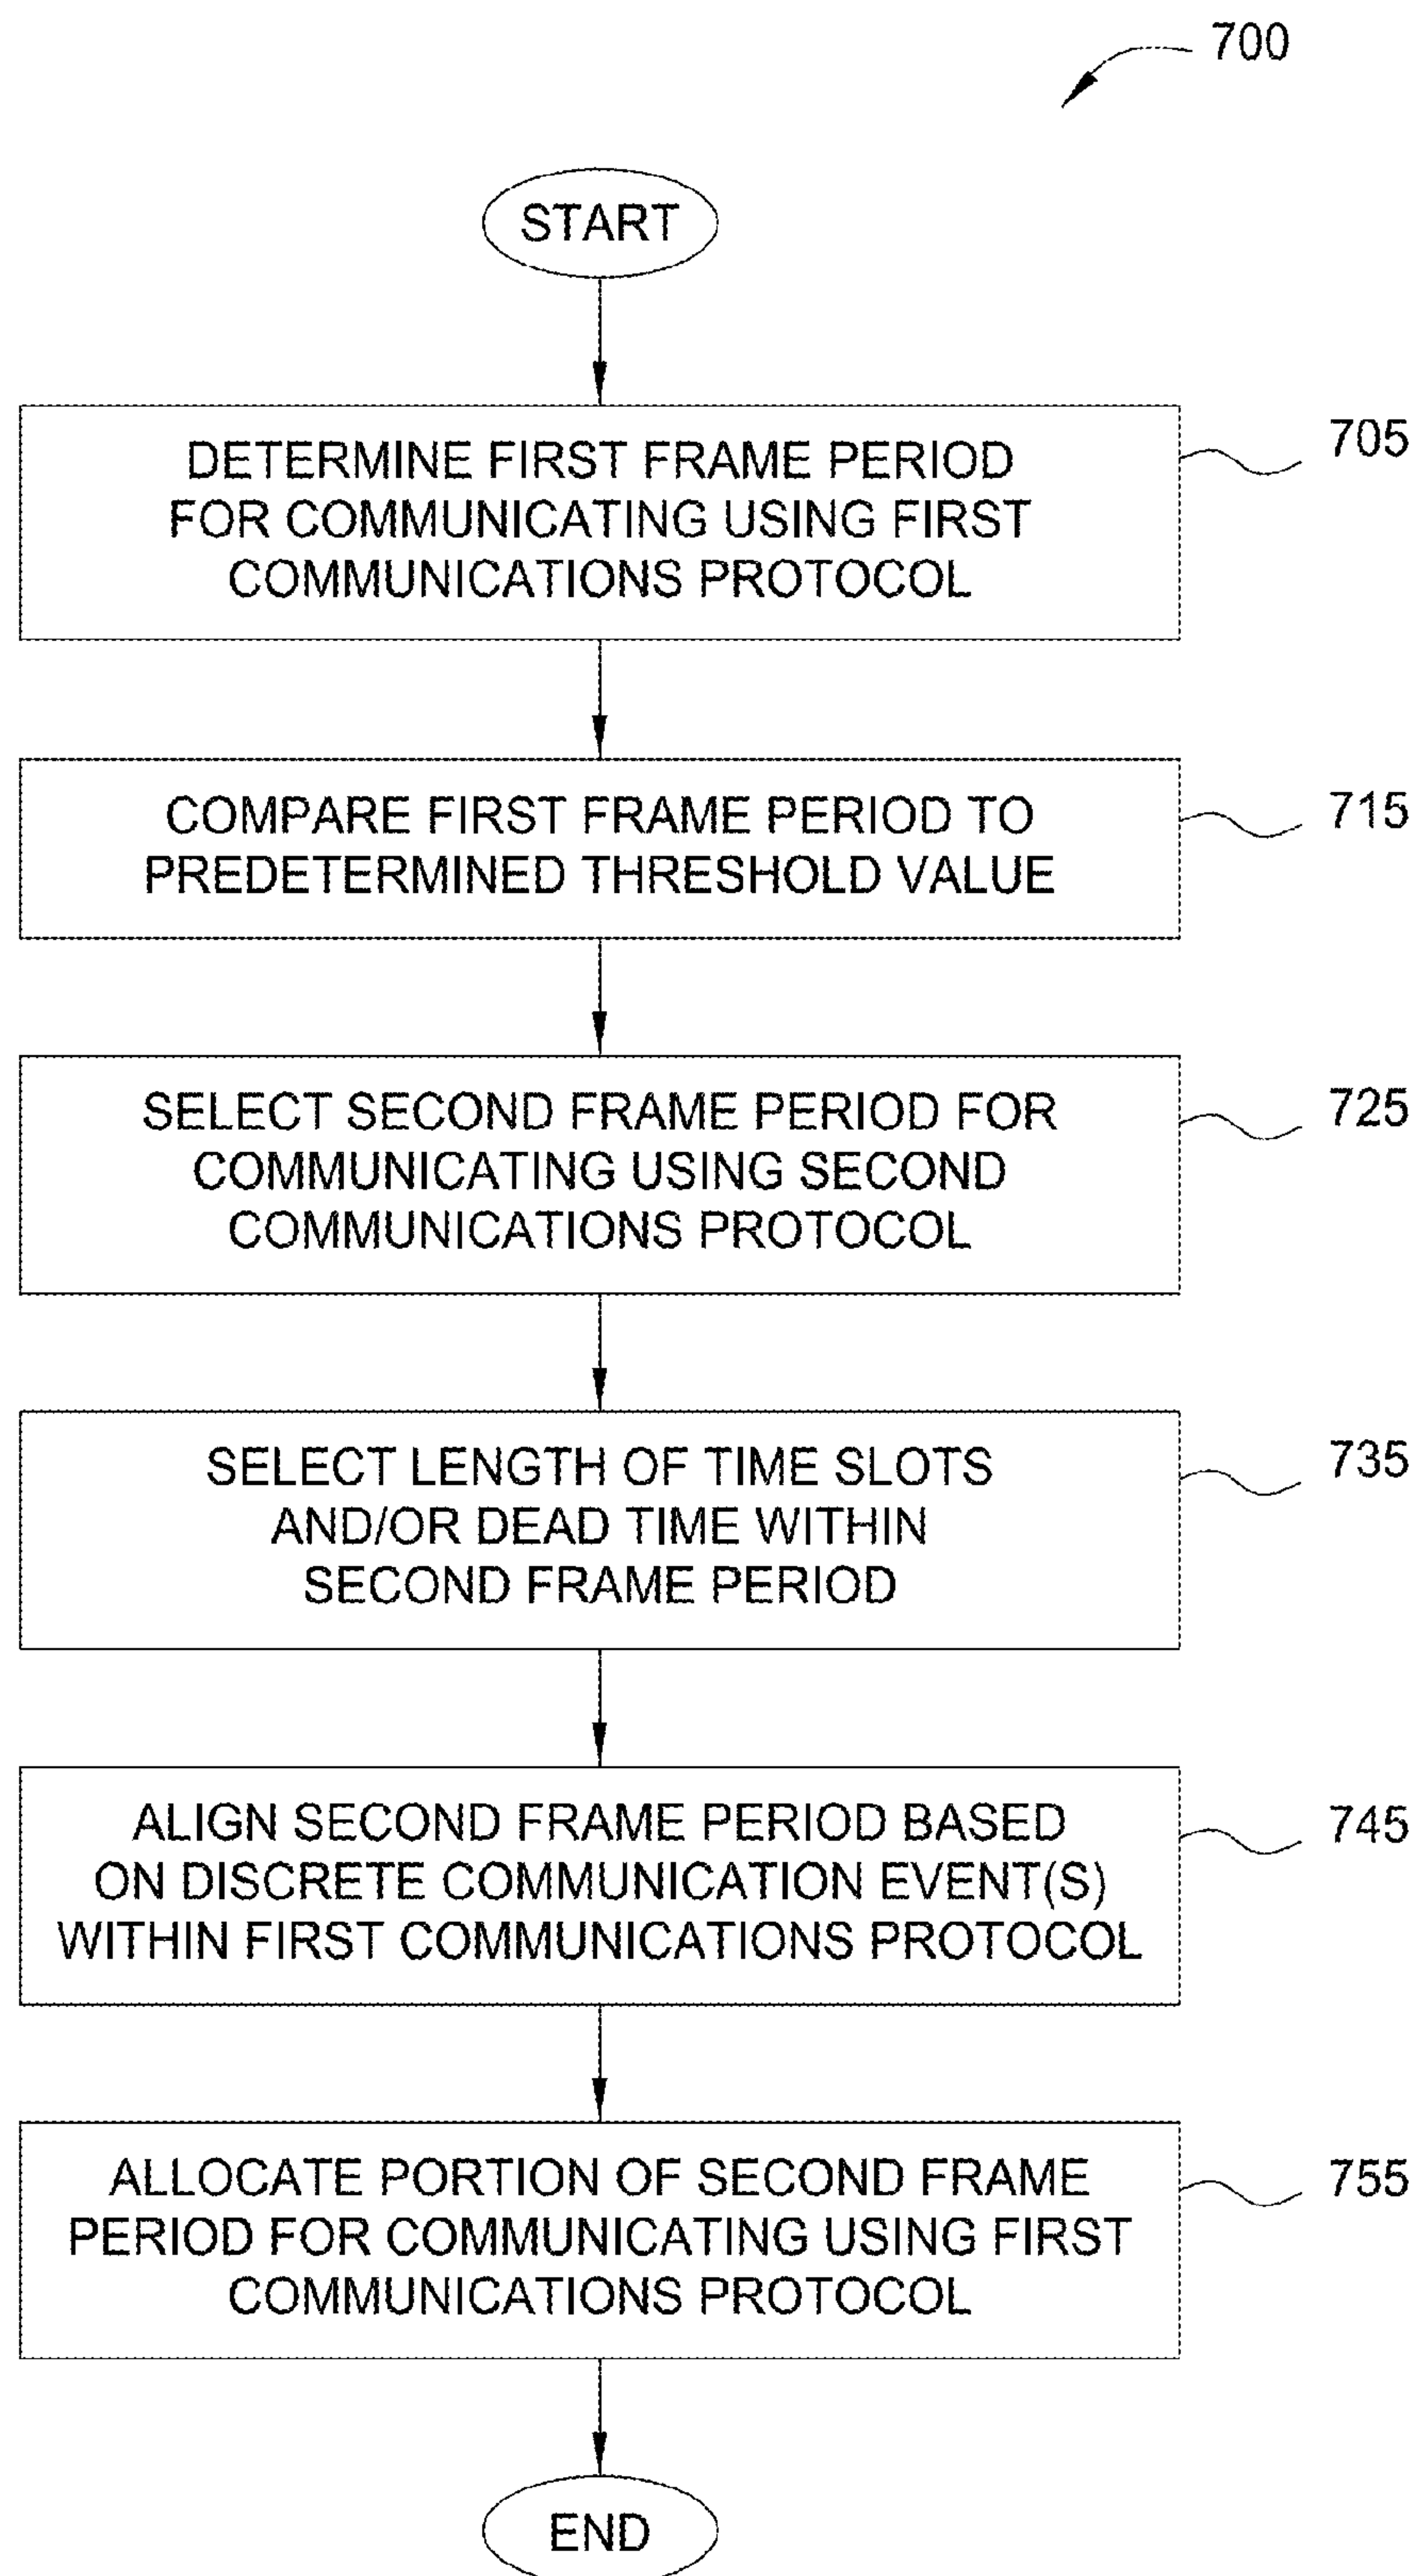 700
START
DETERMINE FIRST FRAME PERIOD
FOR COMMUNICATING USING FIRST
COMMUNICATIONS PROTOCOL
705
COMPARE FIRST FRAME PERIOD TO
PREDETERMINED THRESHOLD VALUE
715
SELECT SECOND FRAME PERIOD FOR
COMMUNICATING USING SECOND
COMMUNICATIONS PROTOCOL
725
SELECT LENGTH OF TIME SLOTS
AND/OR DEAD TIME WITHIN
SECOND FRAME PERIOD
735
ALIGN SECOND FRAME PERIOD BASED
ON DISCRETE COMMUNICATION EVENT(S)
WITHIN FIRST COMMUNICATIONS PROTOCOL
745
ALLOCATE PORTION OF SECOND FRAME
PERIOD FOR COMMUNICATING USING FIRST
COMMUNICATIONS PROTOCOL
755
END